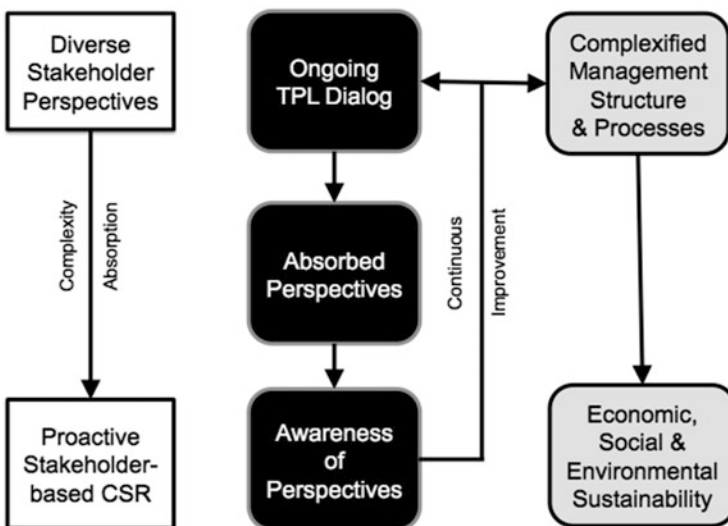 Diverse
Stakeholder
Perspectives
Complexity
Absorption
Proactive
Stakeholder-
based CSR
Ongoing
TPL Dialog
Absorbed
Perspectives
Awareness
of
Perspectives
Continuous
Improvement
Complexified
Management
Structure
& Processes
Economic,
Social &
Environmental
Sustainability